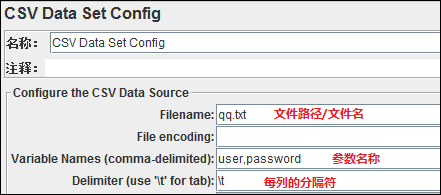 CSV Data Set Config
名称： CSV Data Set Config
注释：
Configure the CSV Data Source
Filename: qq.txt 文件路径/文件名
File encoding:
Variable Names (comma-delimited): user,password 参数名称
Delimiter (use '\t' for tab): \t 每列的分隔符